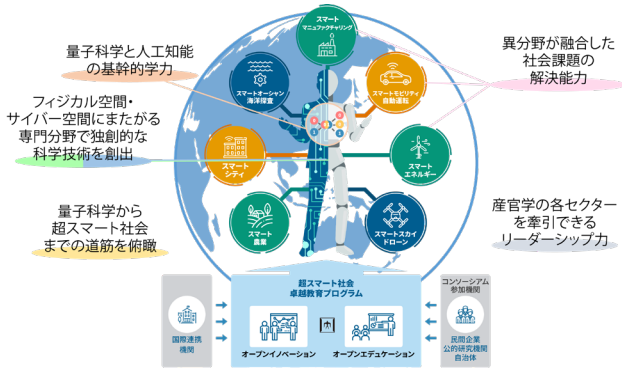 スマート
マニュファクチャリング
量子科学と人工知能
の基幹的学力
異分野が融合した
社会課題の
解決能力
スマートオーシャン
海洋探査
スマートモビリティ
自動運転
フィジカル空間・
サイバー空間にまたがる
専門分野で独創的な
科学技術を創出
スマート
シティ
スマート
エネルギー
量子科学から
超スマート社会
までの道筋を俯瞰
スマート
農業
スマートスカイ
ドローン
産官学の各セクター
を牽引できる
リーダーシップ力
超スマート社会
卓越教育プログラム
コンソーシアム
参加機関
国際連携
機関
オープンイノベーション
オープンエデュケーション
民間企業
公的研究機関
自治体